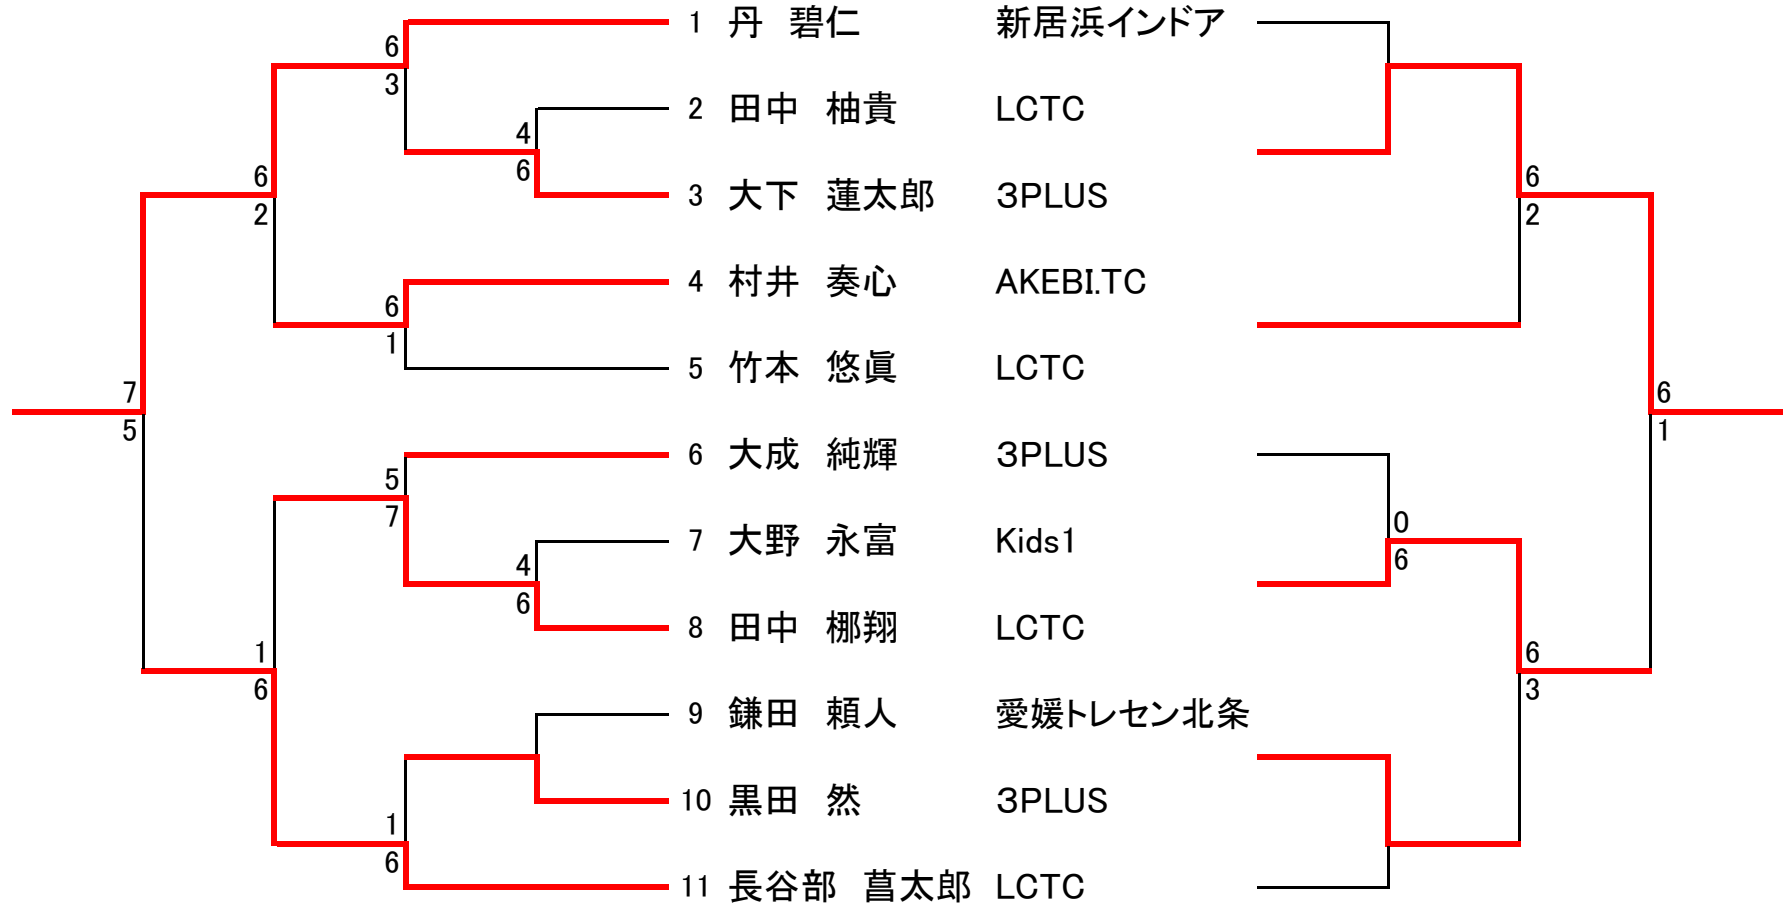 1 丹　碧仁 新居浜インドア
6
3
2 田中　柚貴 LCTC
4
6
6
2
6
2
3 大下　蓮太郎 3PLUS
4 村井　奏心 AKEBI.TC
6
1
5 竹本　悠眞 LCTC
7
5
6
1
6 大成　純輝 3PLUS
5
7
0
6
7 大野　永富 Kids1
4
6
8 田中　梛翔 LCTC
1
6
6
3
9 鎌田　頼人 愛媛トレセン北条
10 黒田　然 3PLUS
1
6
11 長谷部　菖太郎 LCTC